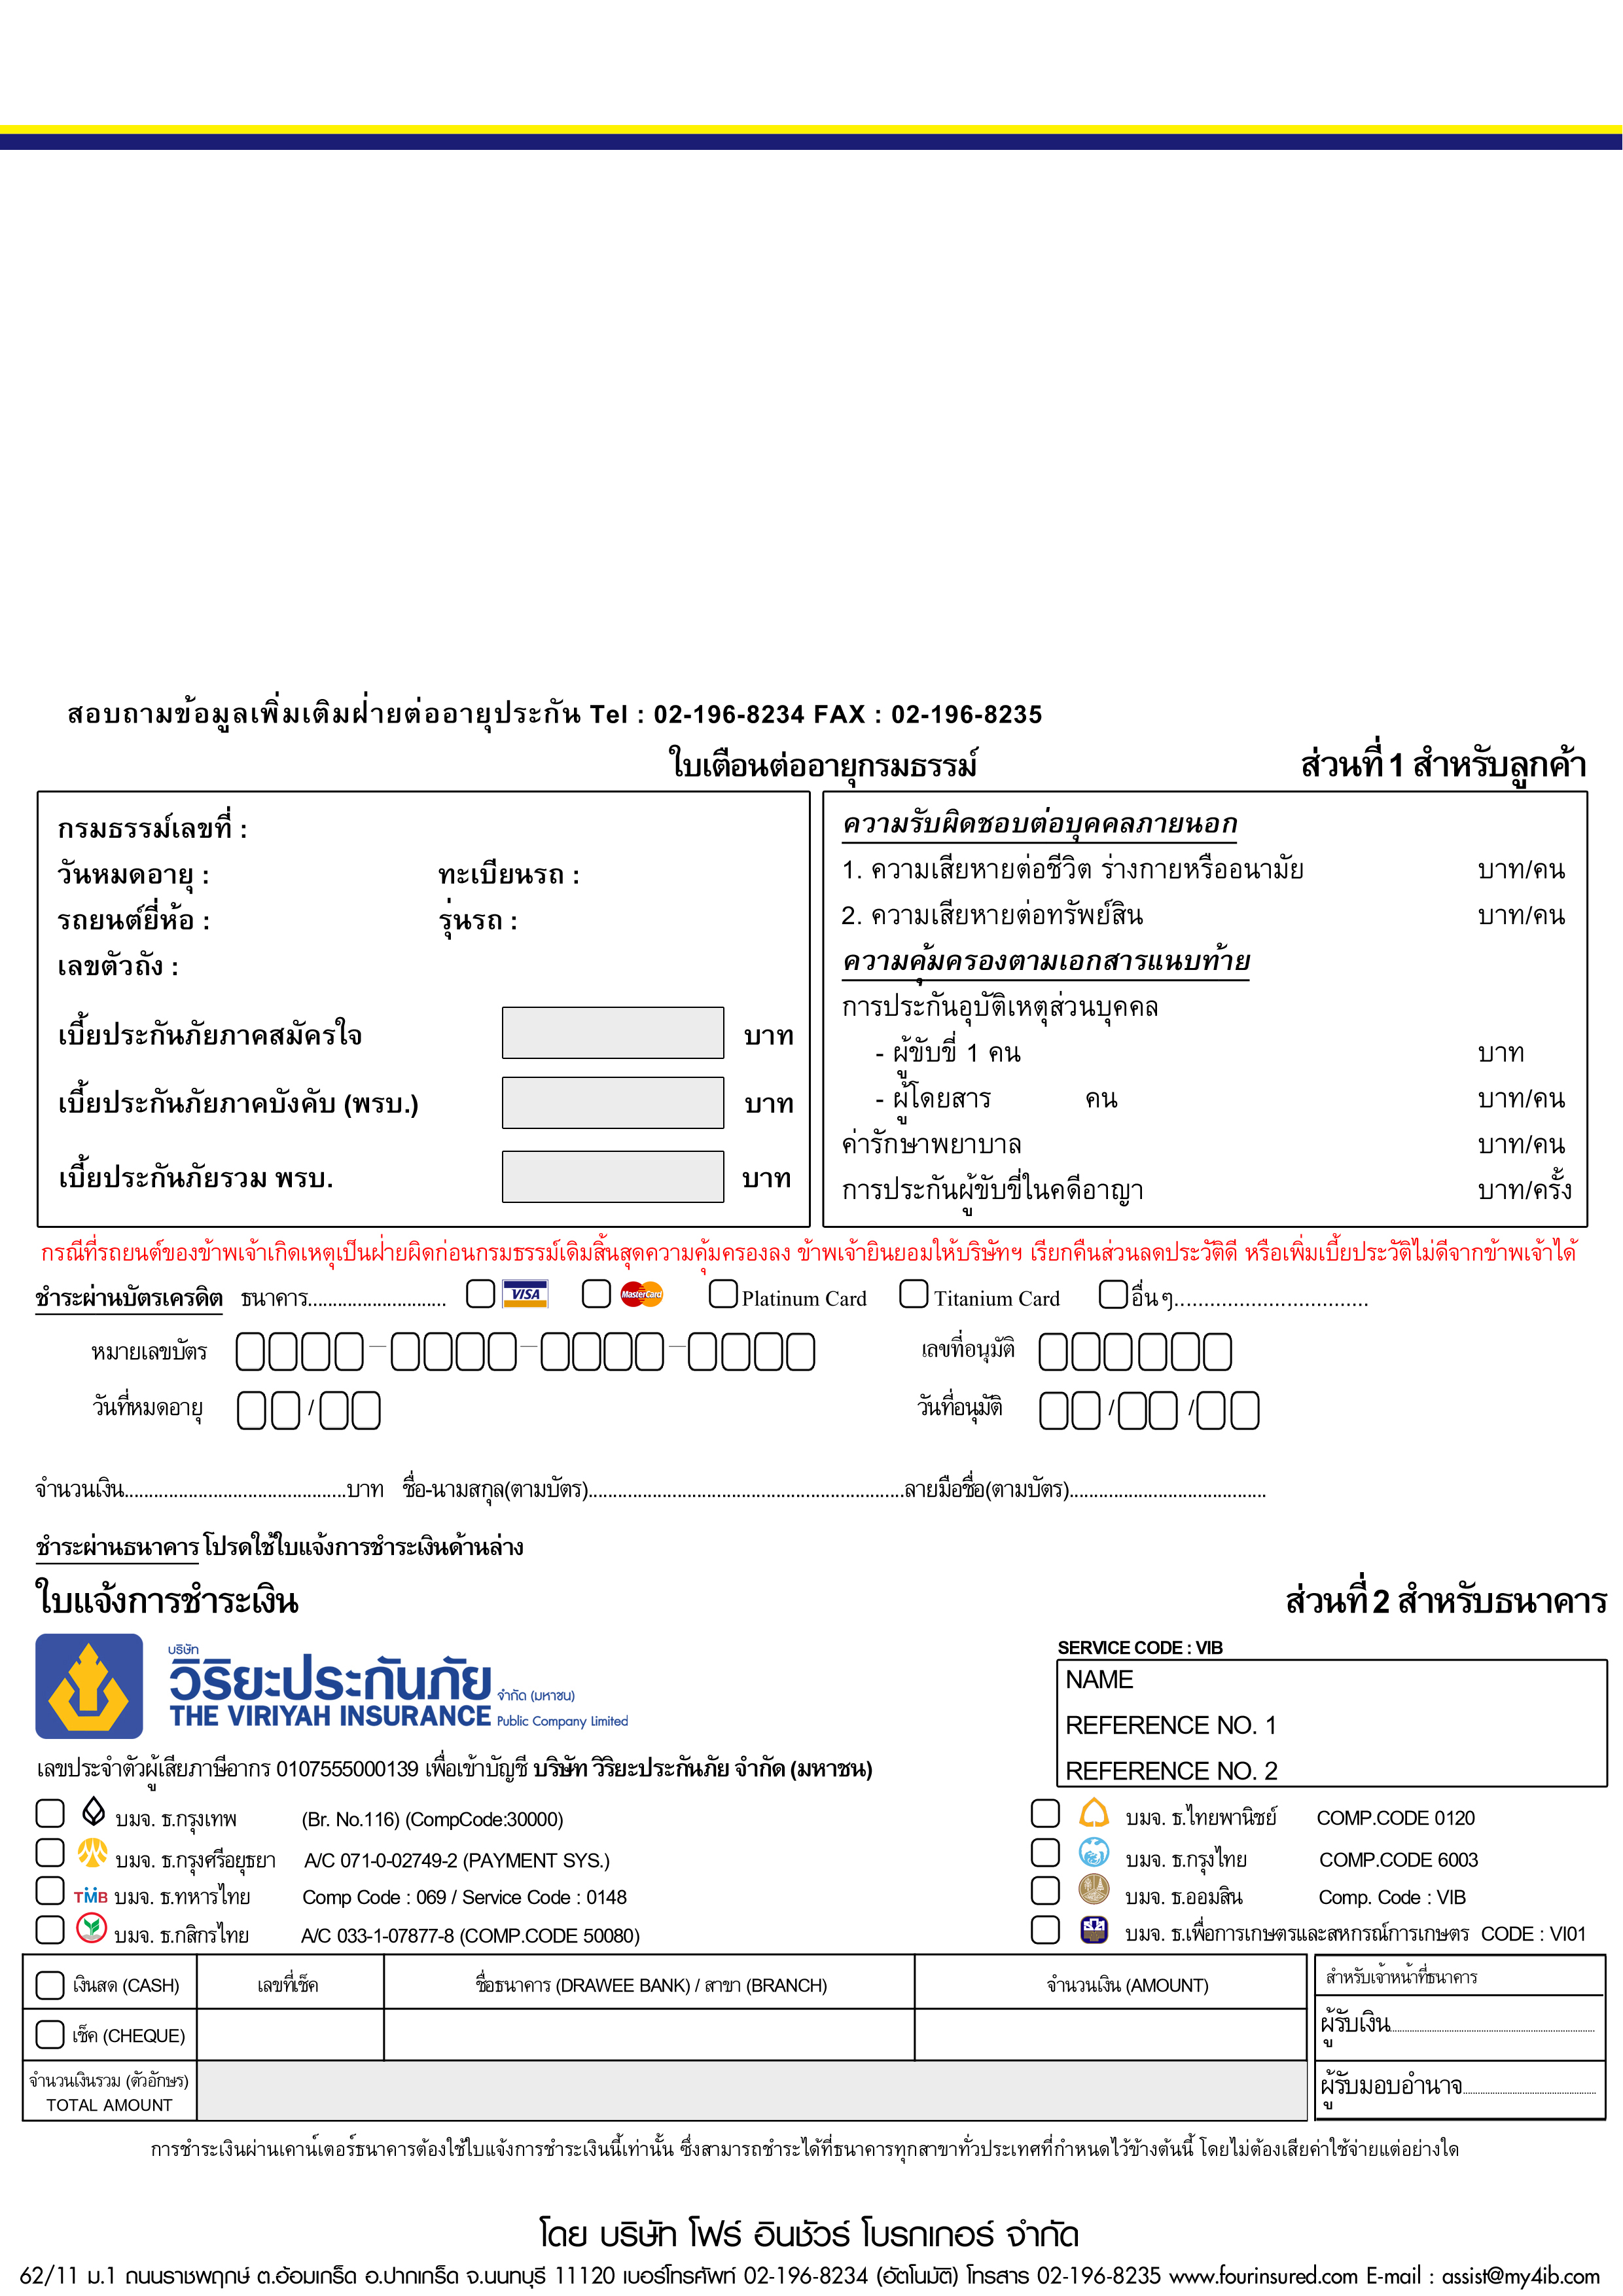 สอบถามข้อมูลเพิ่มเติมฝ่ายต่ออายุประกัน Tel : 02-196-8234 FAX : 02-196-8235
ใบเตือนต่ออายุกรมธรรม์ ส่วนที่ 1 สำหรับลูกค้า
กรมธรรม์เลขที่ :
วันหมดอายุ : ทะเบียนรถ :
รถยนต์ยี่ห้อ : รุ่นรถ :
เลขตัวถัง :
เบี้ยประกันภัยภาคสมัครใจ บาท
เบี้ยประกันภัยภาคบังคับ (พรบ.) บาท
เบี้ยประกันภัยรวม พรบ. บาท
ความรับผิดชอบต่อบุคคลภายนอก
1. ความเสียหายต่อชีวิต ร่างกายหรืออนามัย บาท/คน
2. ความเสียหายต่อทรัพย์สิน บาท/คน
ความคุ้มครองตามเอกสารแนบท้าย
การประกันอุบัติเหตุส่วนบุคคล
- ผู้ขับขี่ 1 คน บาท
- ผู้โดยสาร คน บาท/คน
ค่ารักษาพยาบาล บาท/คน
การประกันผู้ขับขี่ในคดีอาญา บาท/ครั้ง
กรณีที่รถยนต์ของข้าพเจ้าเกิดเหตุเป็นฝ่ายผิดก่อนกรมธรรม์เดิมสิ้นสุดความคุ้มครองลง ข้าพเจ้ายินยอมให้บริษัทฯ เรียกคืนส่วนลดประวัติดี หรือเพิ่มเบี้ยประวัติไม่ดีจากข้าพเจ้าได้
ชำระผ่านบัตรเครดิต ธนาคาร............................ VISA MasterCard Platinum Card Titanium Card อื่นๆ.................................
หมายเลขบัตร – – – เลขที่อนุมัติ
วันที่หมดอายุ / วันที่อนุมัติ / /
จำนวนเงิน.............................................บาท ชื่อ-นามสกุล(ตามบัตร)................................................................ลายมือชื่อ(ตามบัตร)........................................
ชำระผ่านธนาคาร โปรดใช้ใบแจ้งการชำระเงินด้านล่าง
ใบแจ้งการชำระเงิน ส่วนที่ 2 สำหรับธนาคาร
บริษัท
วิริยะประกันภัย จำกัด (มหาชน)
THE VIRIYAH INSURANCE Public Company Limited
SERVICE CODE : VIB
NAME
REFERENCE NO. 1
REFERENCE NO. 2
เลขประจำตัวผู้เสียภาษีอากร 0107555000139 เพื่อเข้าบัญชี บริษัท วิริยะประกันภัย จำกัด (มหาชน)
บมจ. ธ.กรุงเทพ (Br. No.116) (CompCode:30000)
บมจ. ธ.กรุงศรีอยุธยา A/C 071-0-02749-2 (PAYMENT SYS.)
TMB บมจ. ธ.ทหารไทย Comp Code : 069 / Service Code : 0148
บมจ. ธ.กสิกรไทย A/C 033-1-07877-8 (COMP.CODE 50080)
บมจ. ธ.ไทยพานิชย์ COMP.CODE 0120
บมจ. ธ.กรุงไทย COMP.CODE 6003
บมจ. ธ.ออมสิน Comp. Code : VIB
บมจ. ธ.เพื่อการเกษตรและสหกรณ์การเกษตร CODE : VI01
เงินสด (CASH) เลขที่เช็ค ชื่อธนาคาร (DRAWEE BANK) / สาขา (BRANCH) จำนวนเงิน (AMOUNT)
เช็ค (CHEQUE)
จำนวนเงินรวม (ตัวอักษร)
TOTAL AMOUNT
สำหรับเจ้าหน้าที่ธนาคาร
ผู้รับเงิน..............................
ผู้รับมอบอำนาจ..............................
การชำระเงินผ่านเคาน์เตอร์ธนาคารต้องใช้ใบแจ้งการชำระเงินนี้เท่านั้น ซึ่งสามารถชำระได้ที่ธนาคารทุกสาขาทั่วประเทศที่กำหนดไว้ข้างต้นนี้ โดยไม่ต้องเสียค่าใช้จ่ายแต่อย่างใด
โดย บริษัท โฟร์ อินชัวร์ โบรกเกอร์ จำกัด
62/11 ม.1 ถนนราชพฤกษ์ ต.อ้อมเกร็ด อ.ปากเกร็ด จ.นนทบุรี 11120 เบอร์โทรศัพท์ 02-196-8234 (อัตโนมัติ) โทรสาร 02-196-8235 www.fourinsured.com E-mail : assist@my4ib.com